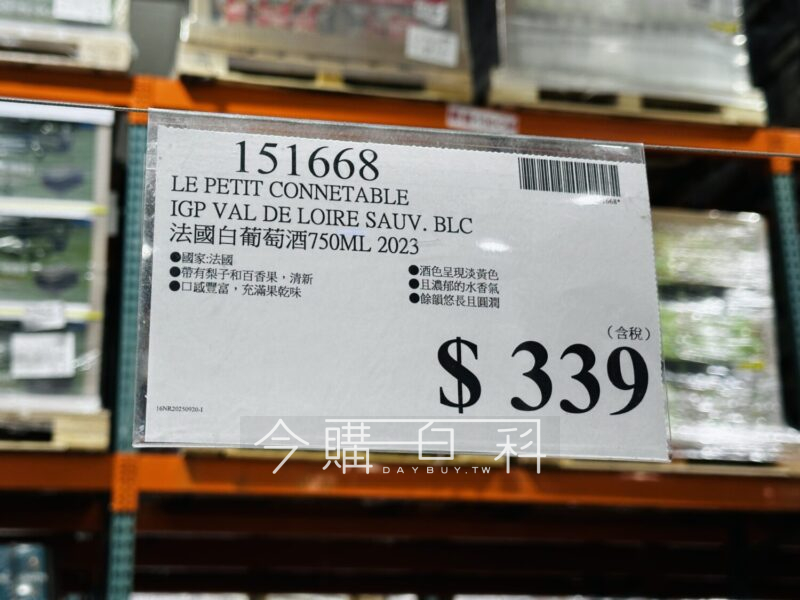 151668
LE PETIT CONNETABLE
IGP VAL DE LOIRE SAUV. BLC
法國白葡萄酒750ML 2023
●國家:法國
●帶有梨子和百香果，清新
●口感豐富，充滿果乾味
●酒色呈現淡黃色
●且濃郁的水香氣
●餘韻悠長且圓潤
(含稅)
$ 339
16NR20250920-1
今購百科
DAYBUY.TW